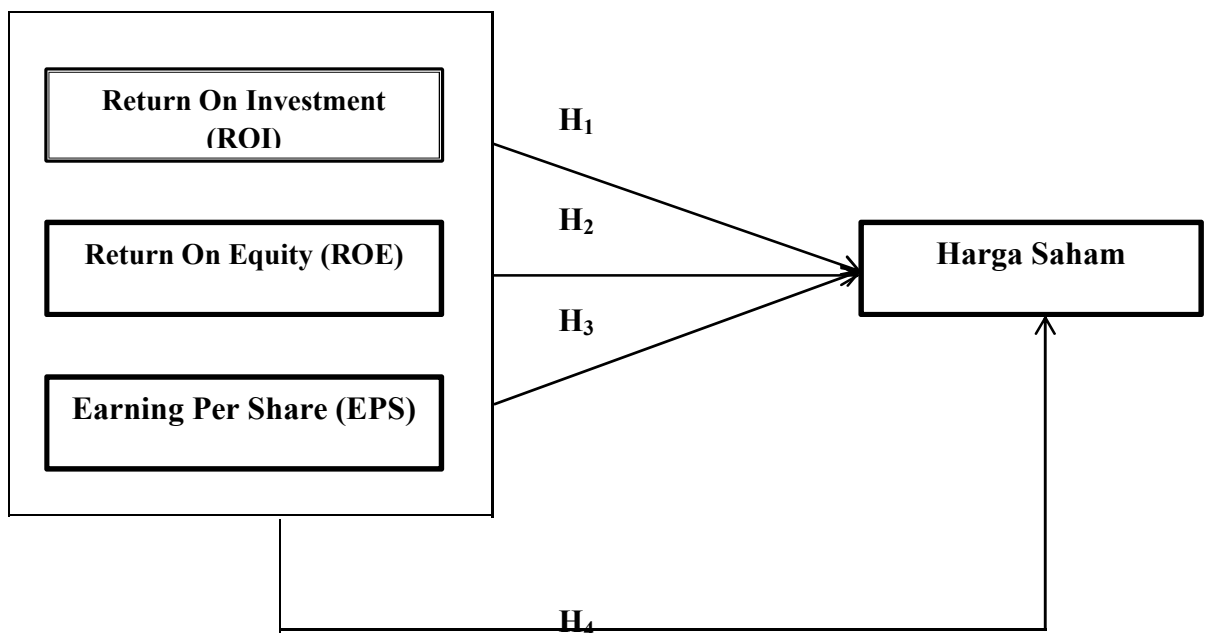 Return On Investment
(ROI)
H₁
H₂
Return On Equity (ROE)
Harga Saham
H₃
Earning Per Share (EPS)
H₄